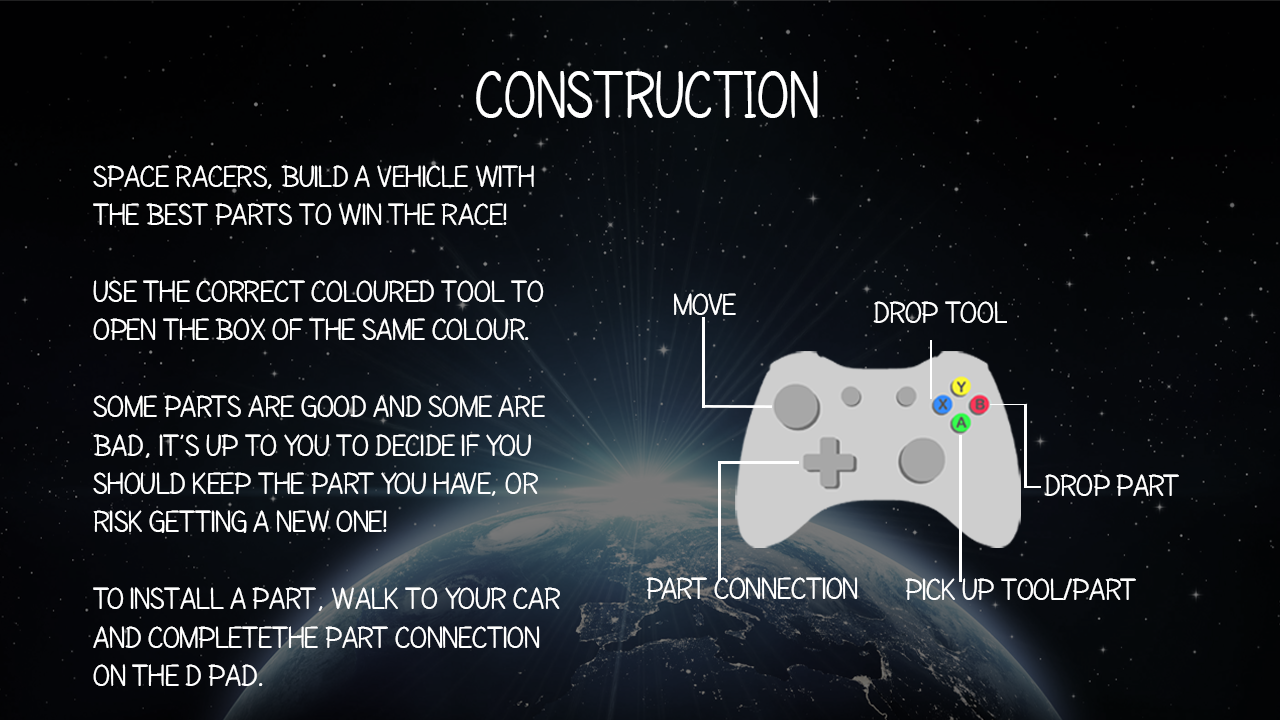 CONSTRUCTION
SPACE RACERS, BUILD A VEHICLE WITH
THE BEST PARTS TO WIN THE RACE!
USE THE CORRECT COLOURED TOOL TO
OPEN THE BOX OF THE SAME COLOUR.
SOME PARTS ARE GOOD AND SOME ARE
BAD, IT'S UP TO YOU TO DECIDE IF YOU
SHOULD KEEP THE PART YOU HAVE, OR
RISK GETTING A NEW ONE!
TO INSTALL A PART, WALK TO YOUR CAR
AND COMPLETETHE PART CONNECTION
ON THE D PAD.
MOVE
DROP TOOL
Y
X
B
A
DROP PART
PART CONNECTION
PICK UP TOOL/PART